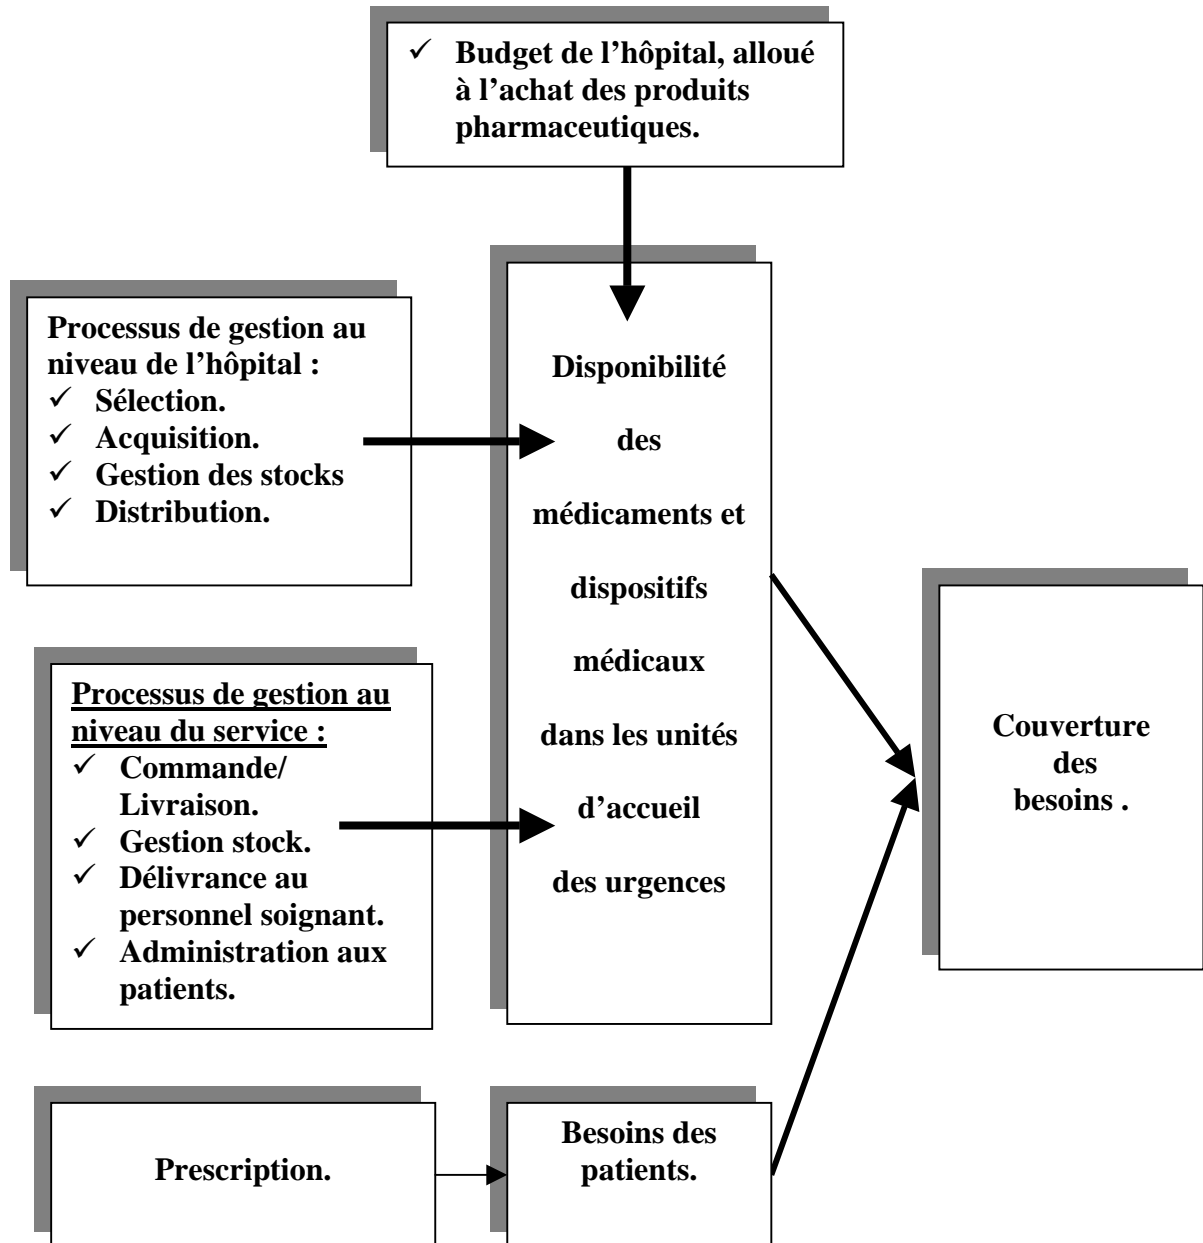 ✓ Budget de l’hôpital, alloué
à l’achat des produits
pharmaceutiques.
Processus de gestion au
niveau de l’hôpital :
✓ Sélection.
✓ Acquisition.
✓ Gestion des stocks
✓ Distribution.
Processus de gestion au
niveau du service :
✓ Commande/
Livraison.
✓ Gestion stock.
✓ Délivrance au
personnel soignant.
✓ Administration aux
patients.
Disponibilité
des
médicaments et
dispositifs
médicaux
dans les unités
d’accueil
des urgences
Couverture
des
besoins .
Prescription.
Besoins des
patients.